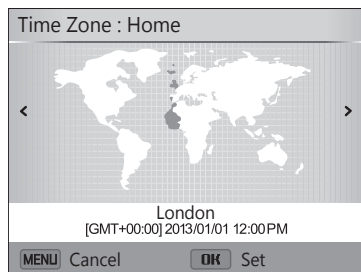 Time Zone : Home
London
[GMT+00:00] 2013/01/01 12:00PM
MENU Cancel OK Set